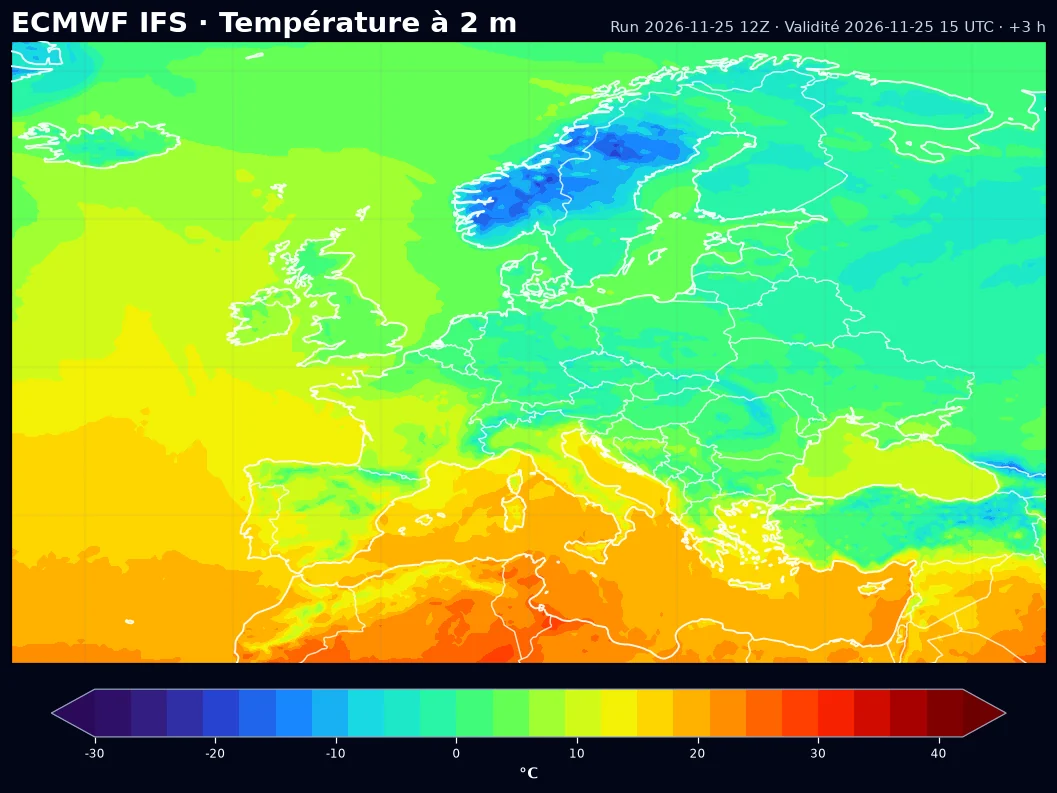 ECMWF IFS · Température à 2 m
Run 2026-11-25 12Z · Validité 2026-11-25 15 UTC · +3 h
-30 -20 -10 0 10 20 30 40
°C